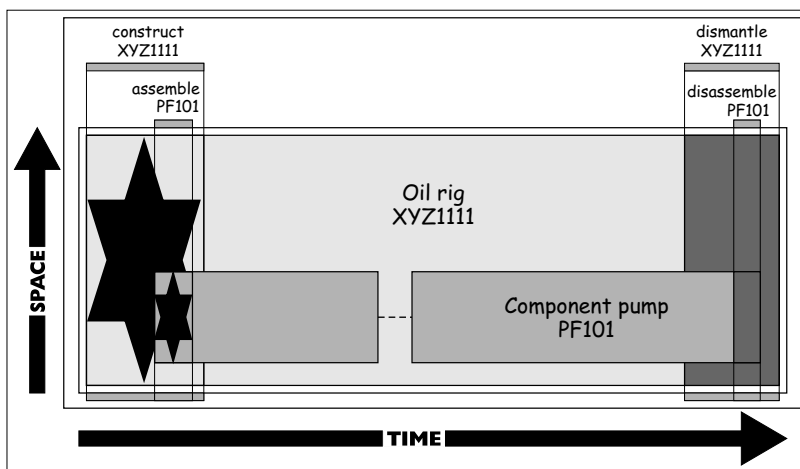 construct
XYZ1111
dismantle
XYZ1111
assemble
PF101
disassemble
PF101
Oil rig
XYZ1111
SPACE
Component pump
PF101
TIME